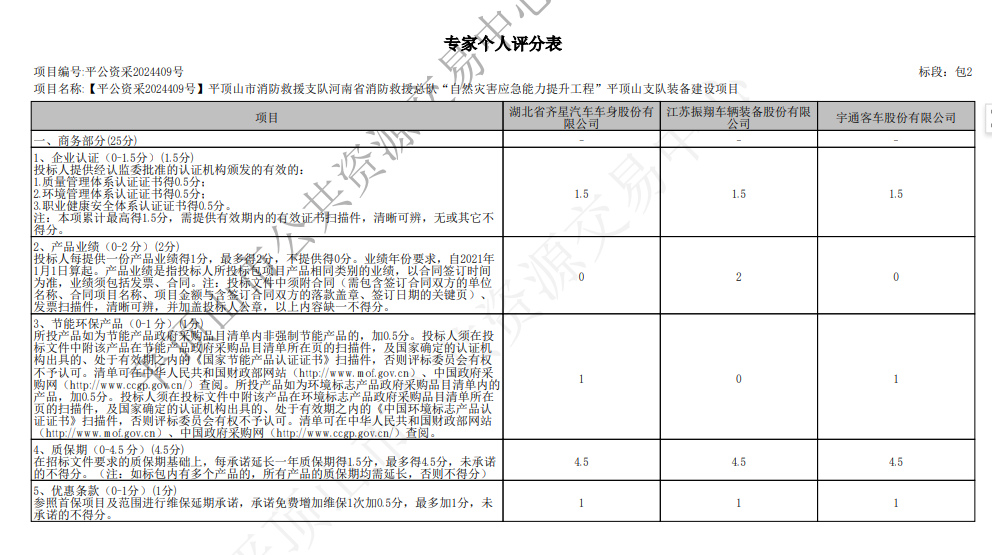 专家个人评分表
项目编号:平公资采2024409号
标段：包2
项目名称:【平公资采2024409号】平顶山市消防救援支队河南省消防救援总队“自然灾害应急能力提升工程”平顶山支队装备建设项目
项目
湖北省齐星汽车车身股份有
限公司
江苏振翔车辆装备股份有限
公司
宇通客车股份有限公司
一、商务部分(25分)
-
-
-
1、企业认证（0-1.5分）(1.5分)
投标人提供经认监委批准的认证机构颁发的有效的：
1.质量管理体系认证证书得0.5分；
2.环境管理体系认证证书得0.5分；
3.职业健康安全体系认证证书得0.5分。
注：本项累计最高得1.5分，需提供有效期内的有效证书扫描件，清晰可辨，无或其它不
得分。
1.5
1.5
1.5
2、产品业绩（0-2 分）(2分)
投标人每提供一份产品业绩得1分，最多得2分，不提供得0分。业绩年份要求，自2021年
1月1日算起。产品业绩是指投标人所投标包项目产品相同类别的业绩，以合同签订时间
为准，业绩须包括发票、合同。注：投标文件中须附合同（需包含签订合同双方的单位
名称、合同项目名称、项目金额与含签订合同双方的落款盖章、签订日期的关键页）、
发票扫描件，清晰可辨，并加盖投标人公章，以上内容缺一不得分。
0
2
0
3、节能环保产品（0-1 分）(1分)
所投产品如为节能产品政府采购品目清单内非强制节能产品的，加0.5分。投标人须在投
标文件中附该产品在节能产品政府采购品目清单所在页的扫描件，及国家确定的认证机
构出具的、处于有效期之内的《国家节能产品认证证书》扫描件，否则评标委员会有权
不予认可。清单可在中华人民共和国财政部网站（http://www.mof.gov.cn）、中国政府采
购网（http://www.ccgp.gov.cn/）查阅。所投产品如为环境标志产品政府采购品目清单内的
产品，加0.5分。投标人须在投标文件中附该产品在环境标志产品政府采购品目清单所在
页的扫描件，及国家确定的认证机构出具的、处于有效期之内的《中国环境标志产品认
证证书》扫描件，否则评标委员会有权不予认可。清单可在中华人民共和国财政部网站
（http://www.mof.gov.cn）、中国政府采购网（http://www.ccgp.gov.cn/）查阅。
1
0
1
4、质保期（0-4.5 分）(4.5分)
在招标文件要求的质保期基础上，每承诺延长一年质保期得1.5分，最多得4.5分，未承诺
的不得分。（注：如标包内有多个产品的，所有产品的质保期均需延长，否则不得分）
4.5
4.5
4.5
5、优惠条款（0-1分）(1分)
参照首保项目及范围进行维保延期承诺，承诺免费增加维保1次加0.5分，最多加1分，未
承诺的不得分。
1
1
1
平顶山市公共资源交易中心